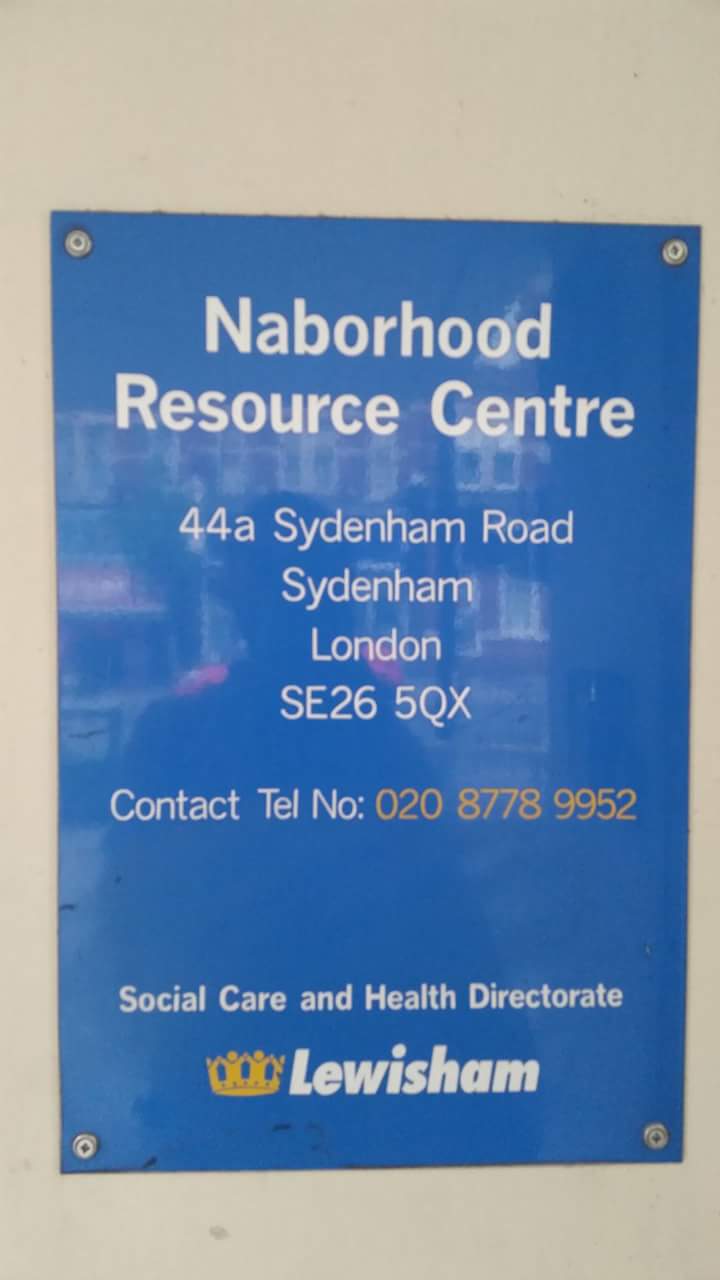 Naborhood
Resource Centre
44a Sydenham Road
Sydenham
London
SE26 5QX
Contact Tel No: 020 8778 9952
Social Care and Health Directorate
Lewisham